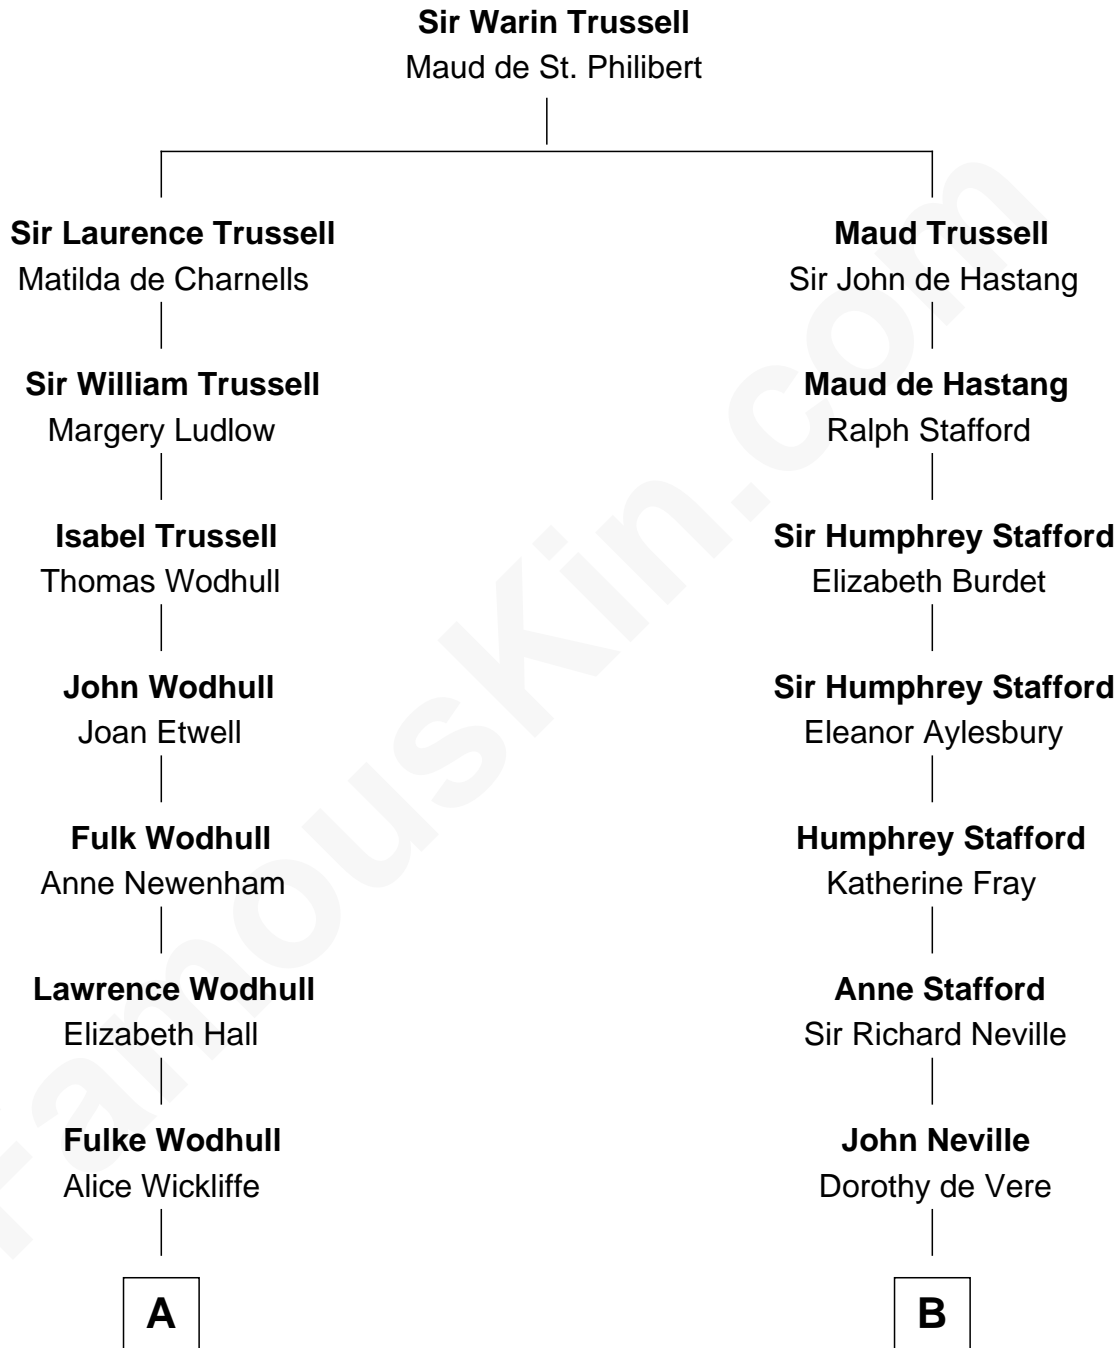 Sir Warin Trussell
Maud de St. Philibert
Sir Laurence Trussell
Matilda de Charnells
Sir William Trussell
Margery Ludlow
Isabel Trussell
Thomas Wodhull
John Wodhull
Joan Etwell
Fulk Wodhull
Anne Newenham
Lawrence Wodhull
Elizabeth Hall
Fulke Wodhull
Alice Wickliffe
A
Maud Trussell
Sir John de Hastang
Maud de Hastang
Ralph Stafford
Sir Humphrey Stafford
Elizabeth Burdet
Sir Humphrey Stafford
Eleanor Aylesbury
Humphrey Stafford
Katherine Fray
Anne Stafford
Sir Richard Neville
John Neville
Dorothy de Vere
B
FamousKin.com